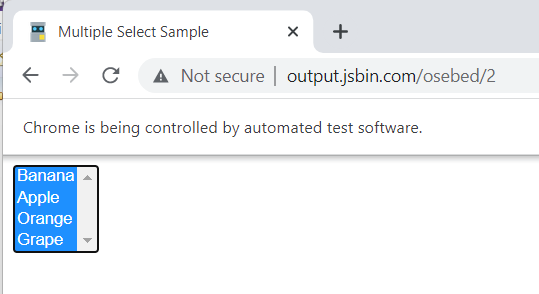 Multiple Select Sample
Not secure | output.jsbin.com/osebed/2
Chrome is being controlled by automated test software.
Banana
Apple
Orange
Grape